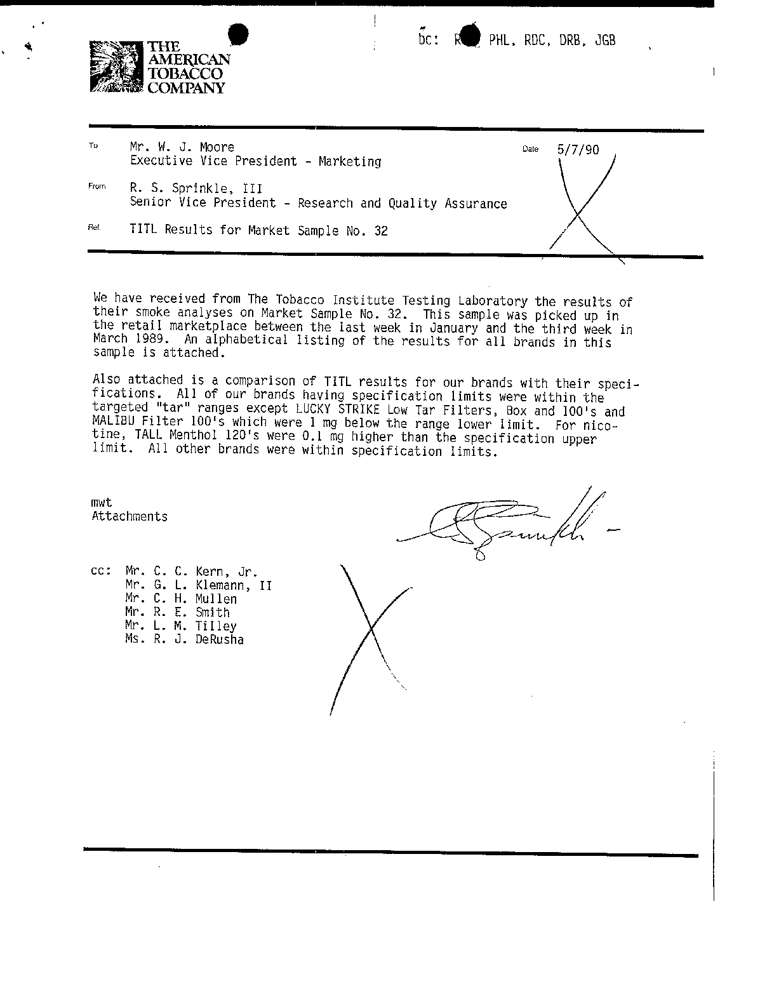 bc: PHL, RDC, DRB, JGB
THE
AMERICAN
TOBACCO
COMPANY
To Mr. W. J. Moore
Executive Vice President - Marketing
Date 5/7/90
From R. S. Sprinkle, III
Senior Vice President - Research and Quality Assurance
Ref. TITL Results for Market Sample No. 32
We have received from The Tobacco Institute Testing Laboratory the results of
their smoke analyses on Market Sample No. 32. This sample was picked up in
the retail marketplace between the last week in January and the third week in
March 1989. An alphabetical listing of the results for all brands in this
sample is attached.
Also attached is a comparison of TITL results for our brands with their speci-
fications. All of our brands having specification limits were within the
targeted "tar" ranges except LUCKY STRIKE Low Tar Filters, Box and 100's and
MALIBU Filter 100's which were 1 mg below the range lower limit. For nico-
tine, TALL Menthol 120's were 0.1 mg higher than the specification upper
limit. All other brands were within specification limits.
mwt
Attachments
cc: Mr. C. C. Kern, Jr.
Mr. G. L. Klemann, II
Mr. C. H. Mullen
Mr. R. E. Smith
Mr. L. M. Tilley
Ms. R. J. DeRusha